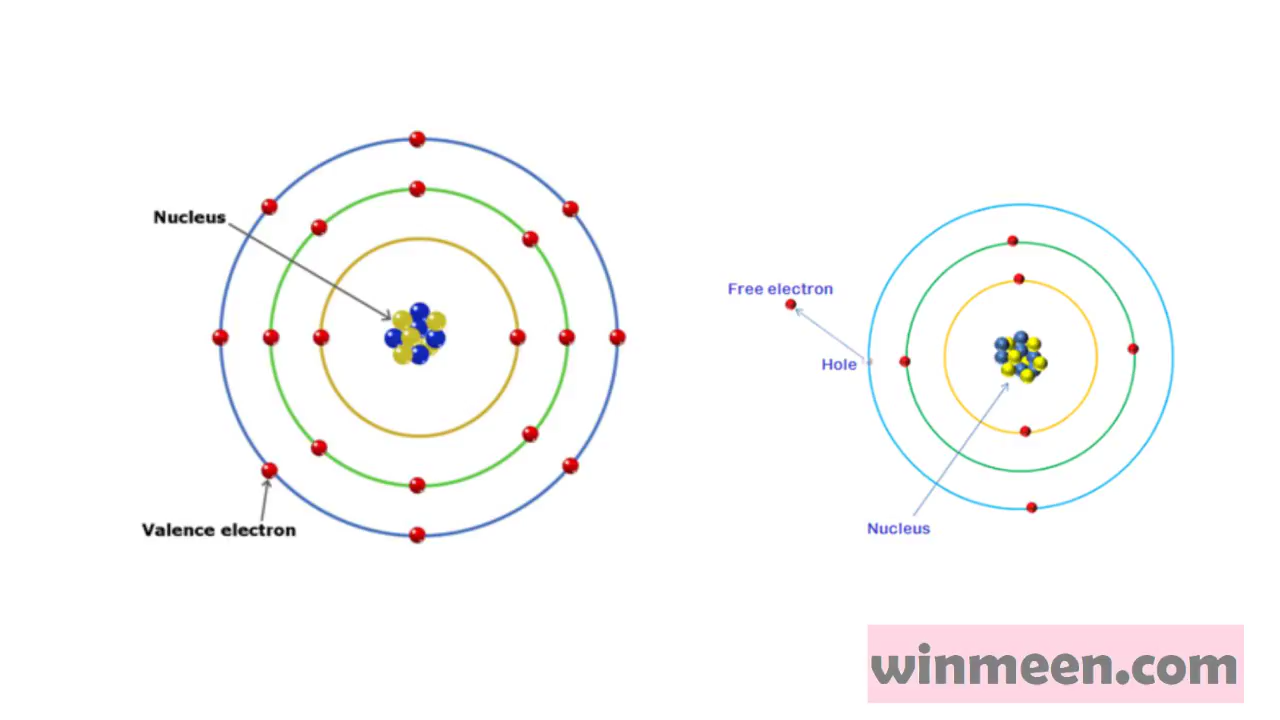 Nucleus
Valence electron
Free electron
Hole
Nucleus
winmeen.com